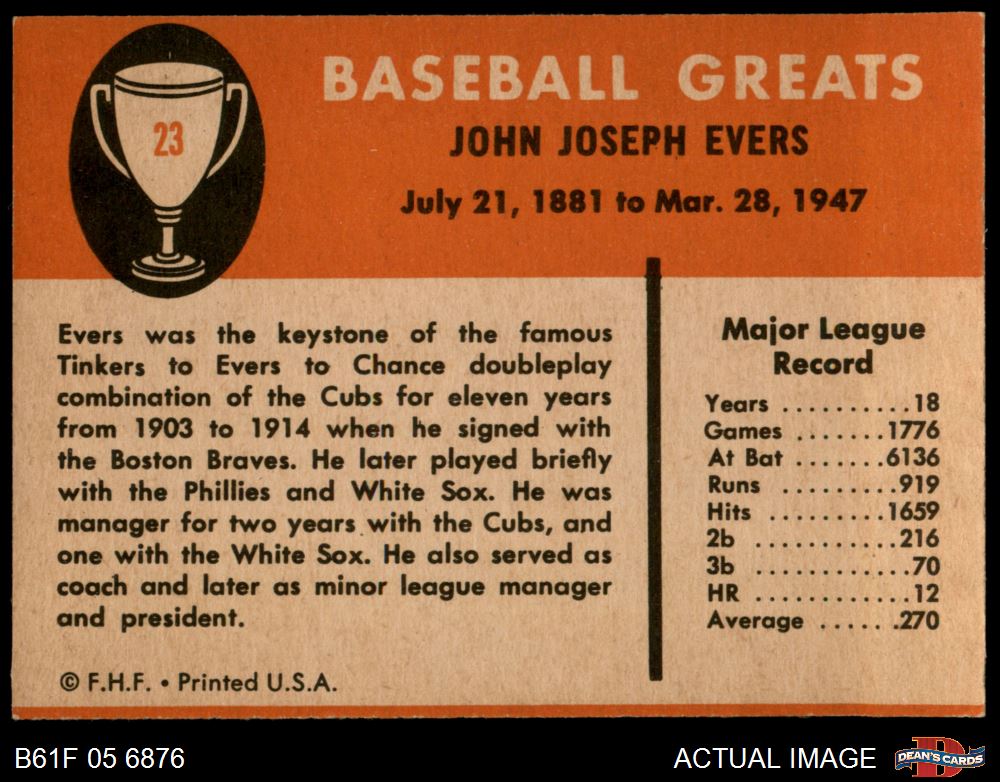 23
BASEBALL GREATS
JOHN JOSEPH EVERS
July 21, 1881 to Mar. 28, 1947
Evers was the keystone of the famous
Tinkers to Evers to Chance doubleplay
combination of the Cubs for eleven years
from 1903 to 1914 when he signed with
the Boston Braves. He later played briefly
with the Phillies and White Sox. He was
manager for two years with the Cubs, and
one with the White Sox. He also served as
coach and later as minor league manager
and president.
© F.H.F. • Printed U.S.A.
Major League
Record
Years ..........18
Games .......1776
At Bat .......6136
Runs .........919
Hits .........1659
2b ...........216
3b ............70
HR ............12
Average ......270
B61F 05 6876
ACTUAL IMAGE
D
DEAN'S CARDS